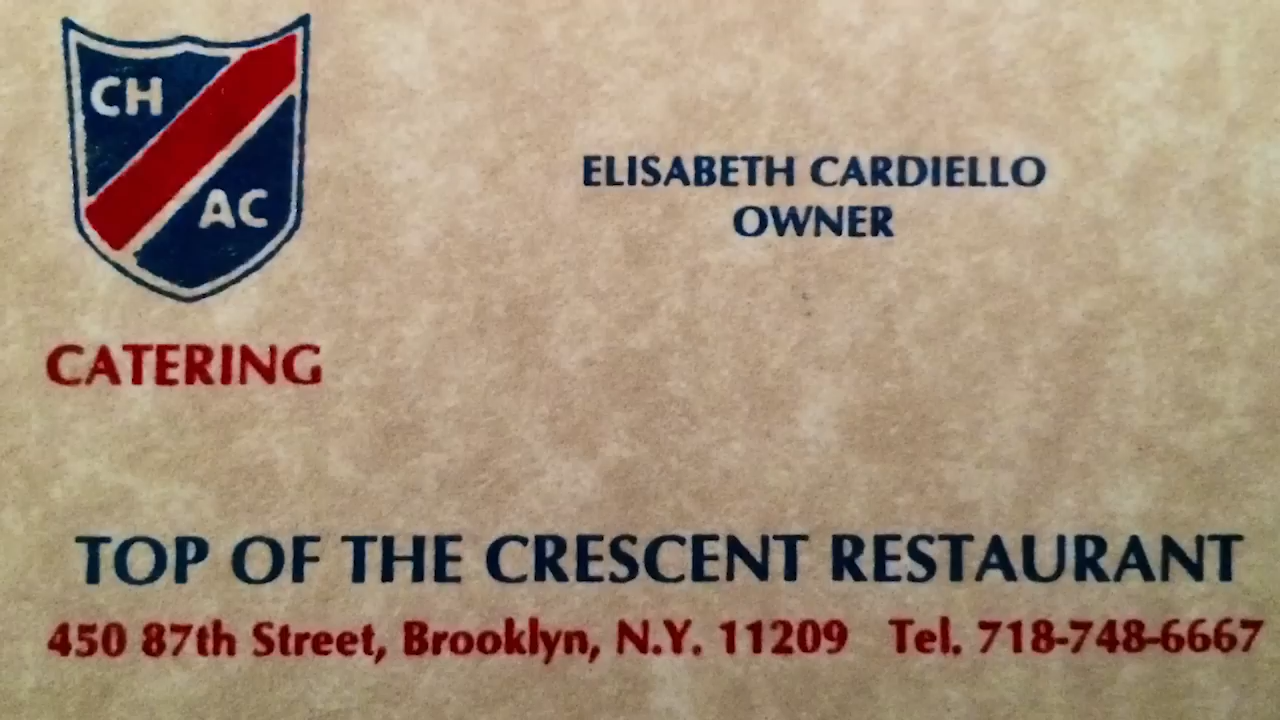 CH
AC
CATERING
ELISABETH CARDIELLO
OWNER
TOP OF THE CRESCENT RESTAURANT
450 87th Street, Brooklyn, N.Y. 11209 Tel. 718-748-6667